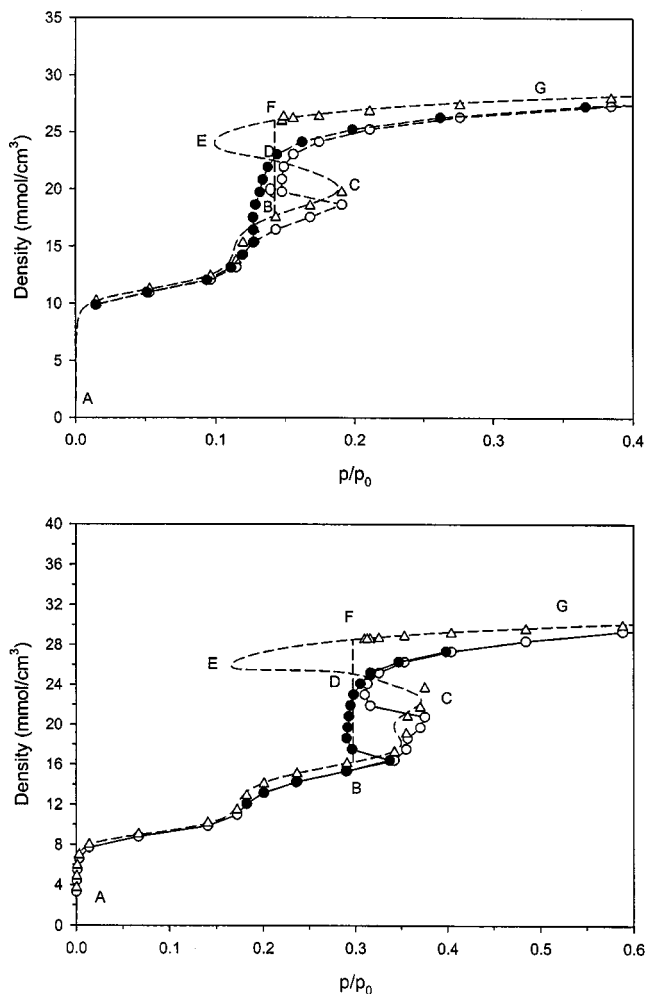 35
30
25
20
15
10
5
0
Density (mmol/cm³)
A
B
C
D
E
F
G
0.0 0.1 0.2 0.3 0.4
p/p₀
40
36
32
28
24
20
16
12
8
4
0
Density (mmol/cm³)
A
B
C
D
E
F
G
0.0 0.1 0.2 0.3 0.4 0.5 0.6
p/p₀